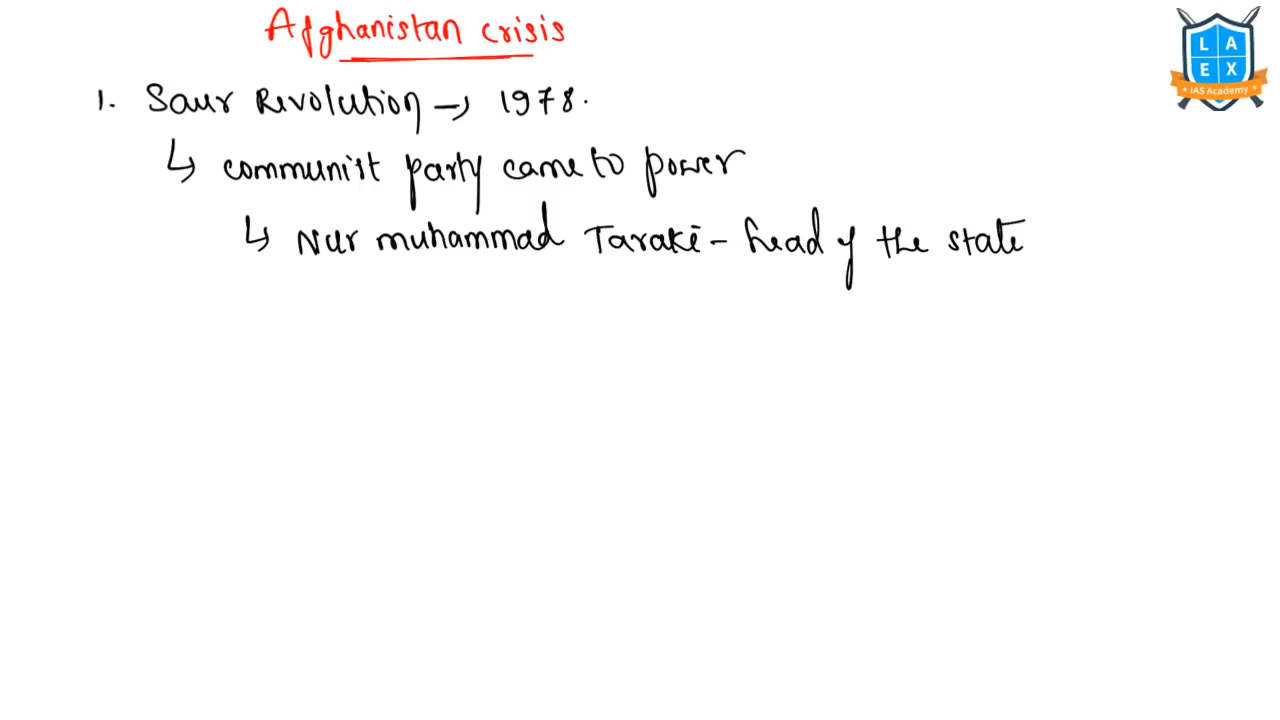 Afghanistan crisis
1. Saur Revolution → 1978.
↳ communist party came to power
↳ Nur muhammad Taraki - head of the state
L A
E X
IAS Academy